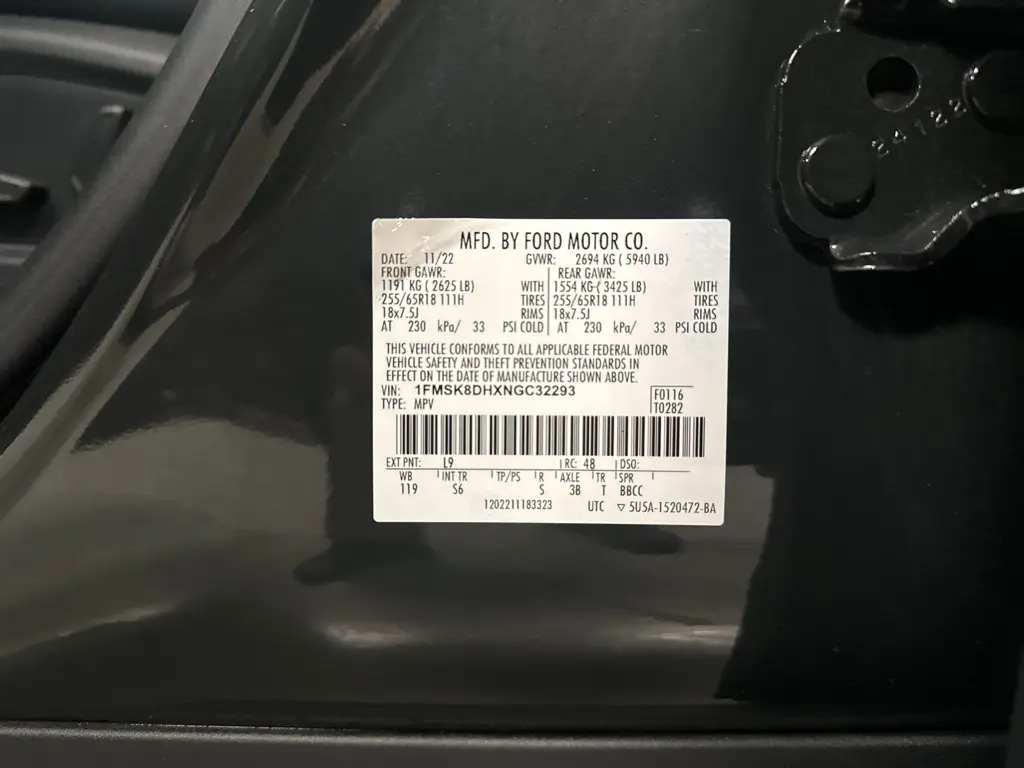 24122
MFD. BY FORD MOTOR CO.
DATE: 11/22 GVWR: 2694 KG ( 5940 LB)
FRONT GAWR: REAR GAWR:
1191 KG ( 2625 LB) WITH 1554 KG ( 3425 LB) WITH
255/65R18 111H TIRES 255/65R18 111H TIRES
18x7.5J RIMS 18x7.5J RIMS
AT 230 kPa/ 33 PSI COLD AT 230 kPa/ 33 PSI COLD
THIS VEHICLE CONFORMS TO ALL APPLICABLE FEDERAL MOTOR
VEHICLE SAFETY AND THEFT PREVENTION STANDARDS IN
EFFECT ON THE DATE OF MANUFACTURE SHOWN ABOVE.
VIN: 1FMSK8DHXNGC32293 F0116
TYPE: MPV T0282
EXT PNT: L9 RC: 48 DSO:
WB INT TR TP/PS R AXLE TR SPR
119 S6 S 3B T BBCC
1202211183323 UTC ▽ 5U5A-1520472-BA